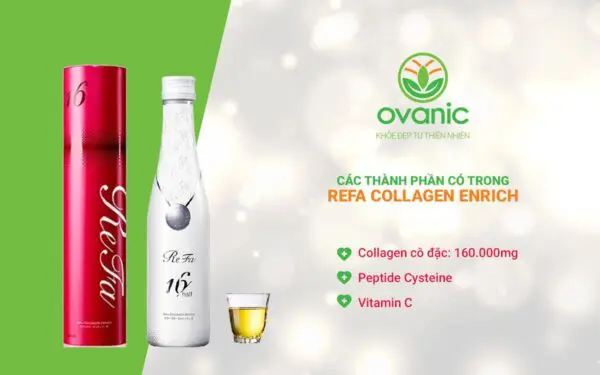 16
ReFa
ReFa
16
half
ovanic
KHỎE ĐẸP TỪ THIÊN NHIÊN
CÁC THÀNH PHẦN CÓ TRONG
REFA COLLAGEN ENRICH
Collagen cô đặc: 160.000mg
Peptide Cysteine
Vitamin C